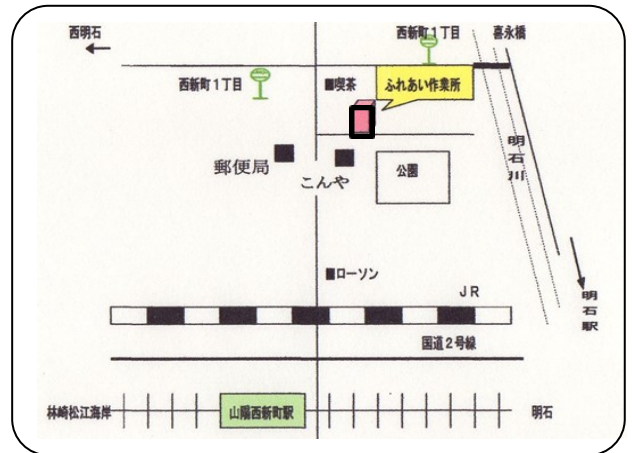 西明石
西新町1丁目
喜永橋
西新町1丁目
■喫茶
ふれあい作業所
明石川
郵便局
こんや
公園
■ローソン
JR
明石駅
国道2号線
林崎松江海岸
山陽西新町駅
明石